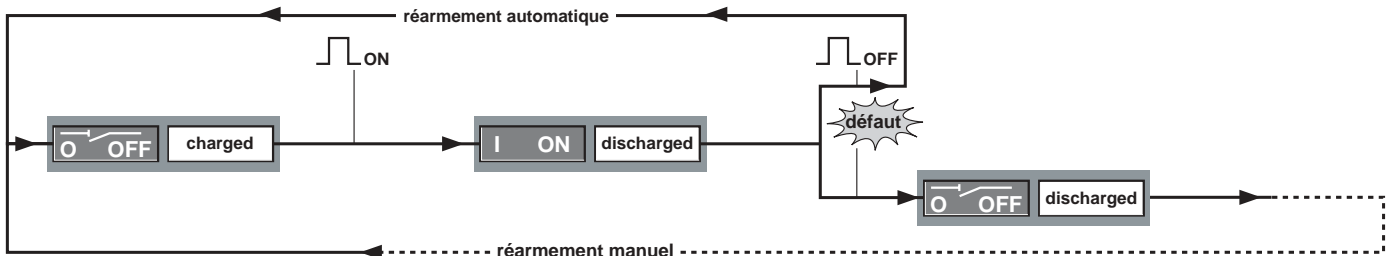 réarmement automatique
ON
OFF
défaut
O OFF charged
I ON discharged
O OFF discharged
réarmement manuel